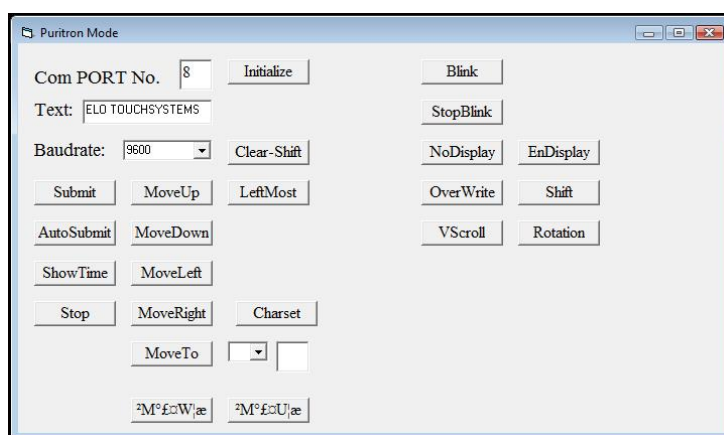 Puritron Mode
Com PORT No. 8 Initialize Blink
Text: ELO TOUCHSYSTEMS StopBlink
Baudrate: 9600 Clear-Shift NoDisplay EnDisplay
Submit MoveUp LeftMost OverWrite Shift
AutoSubmit MoveDown VScroll Rotation
ShowTime MoveLeft
Stop MoveRight Charset
MoveTo
²M°£¤W¦æ ²M°£¤U¦æ